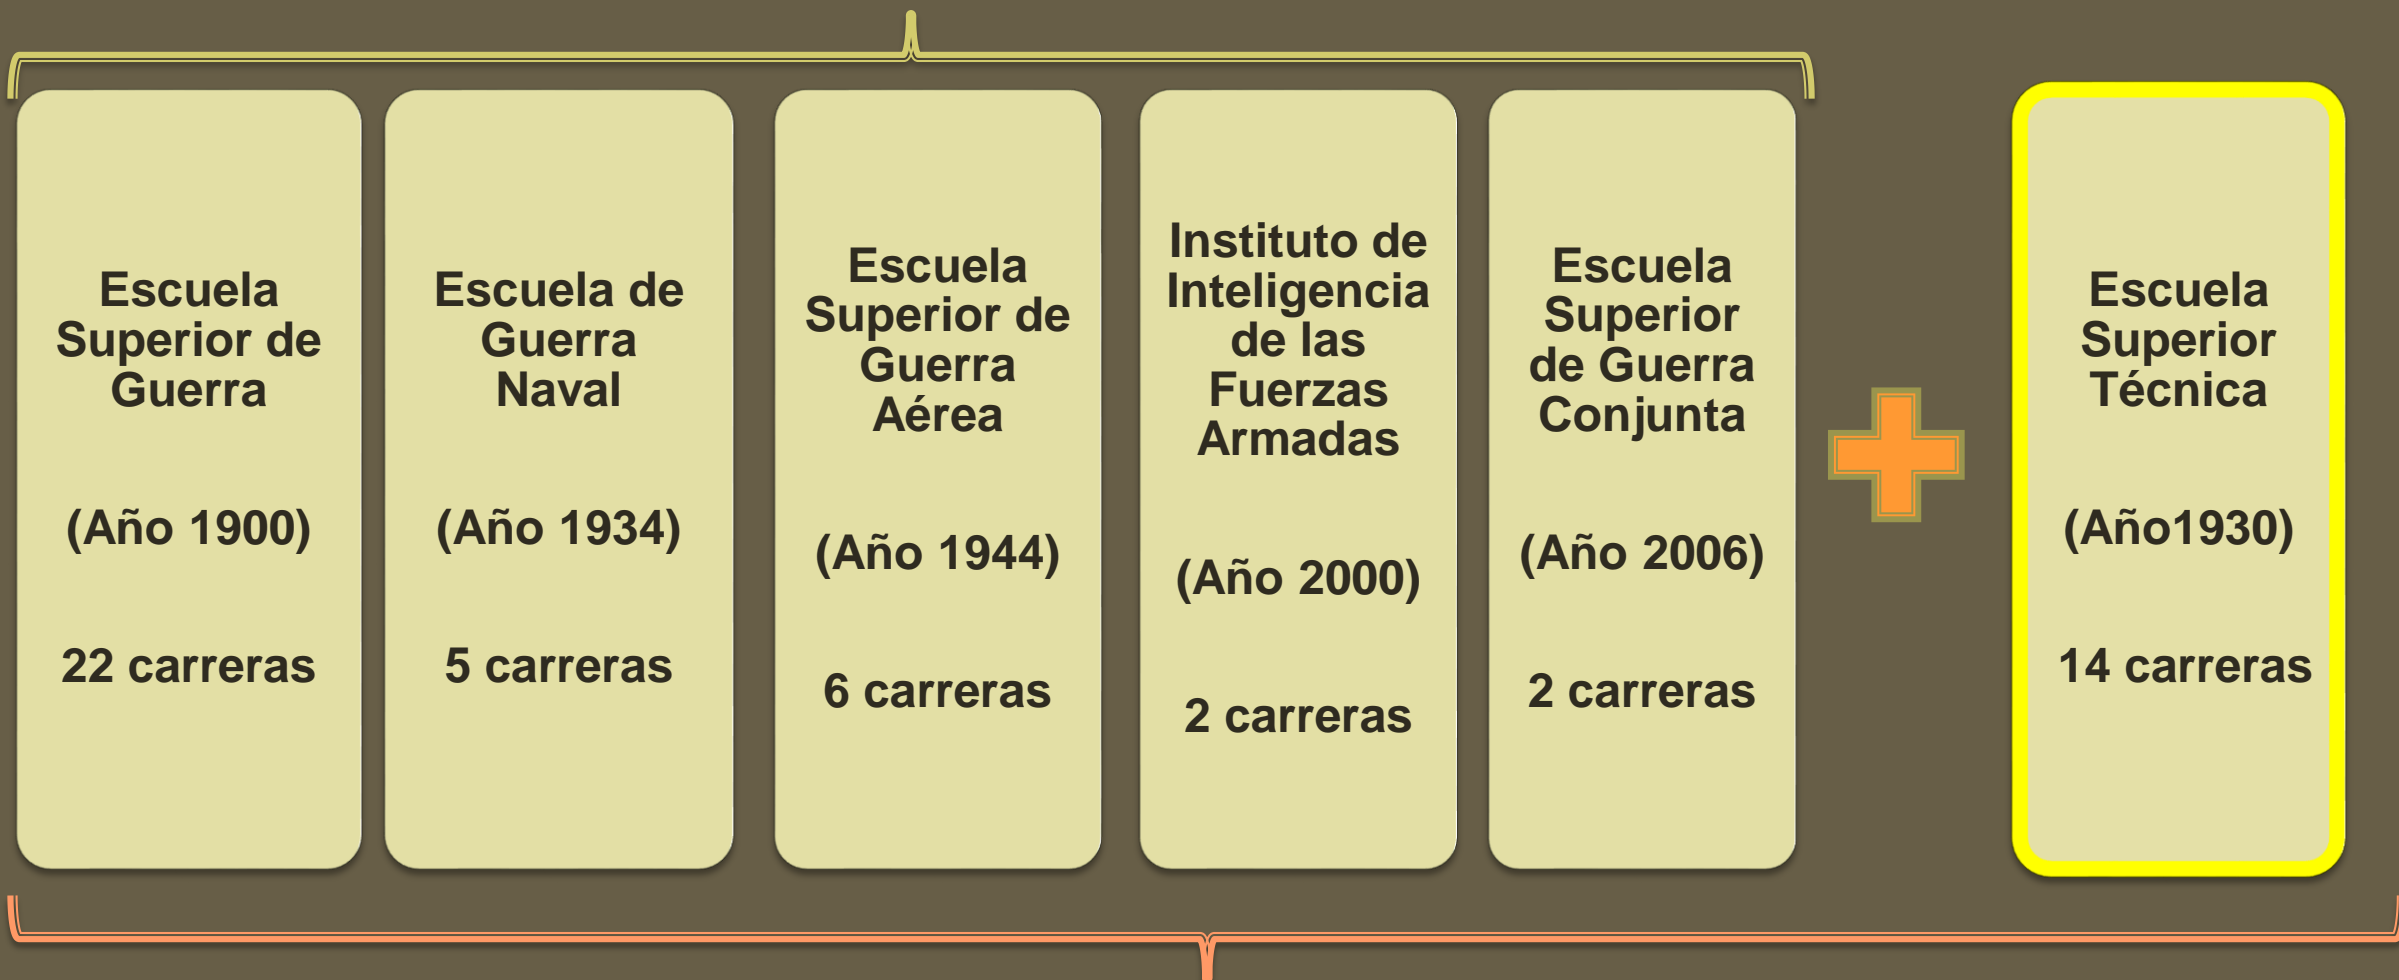 Escuela
Superior de
Guerra
(Año 1900)
22 carreras
Escuela de
Guerra
Naval
(Año 1934)
5 carreras
Escuela
Superior de
Guerra
Aérea
(Año 1944)
6 carreras
Instituto de
Inteligencia
de las
Fuerzas
Armadas
(Año 2000)
2 carreras
Escuela
Superior
de Guerra
Conjunta
(Año 2006)
2 carreras
Escuela
Superior
Técnica
(Año1930)
14 carreras